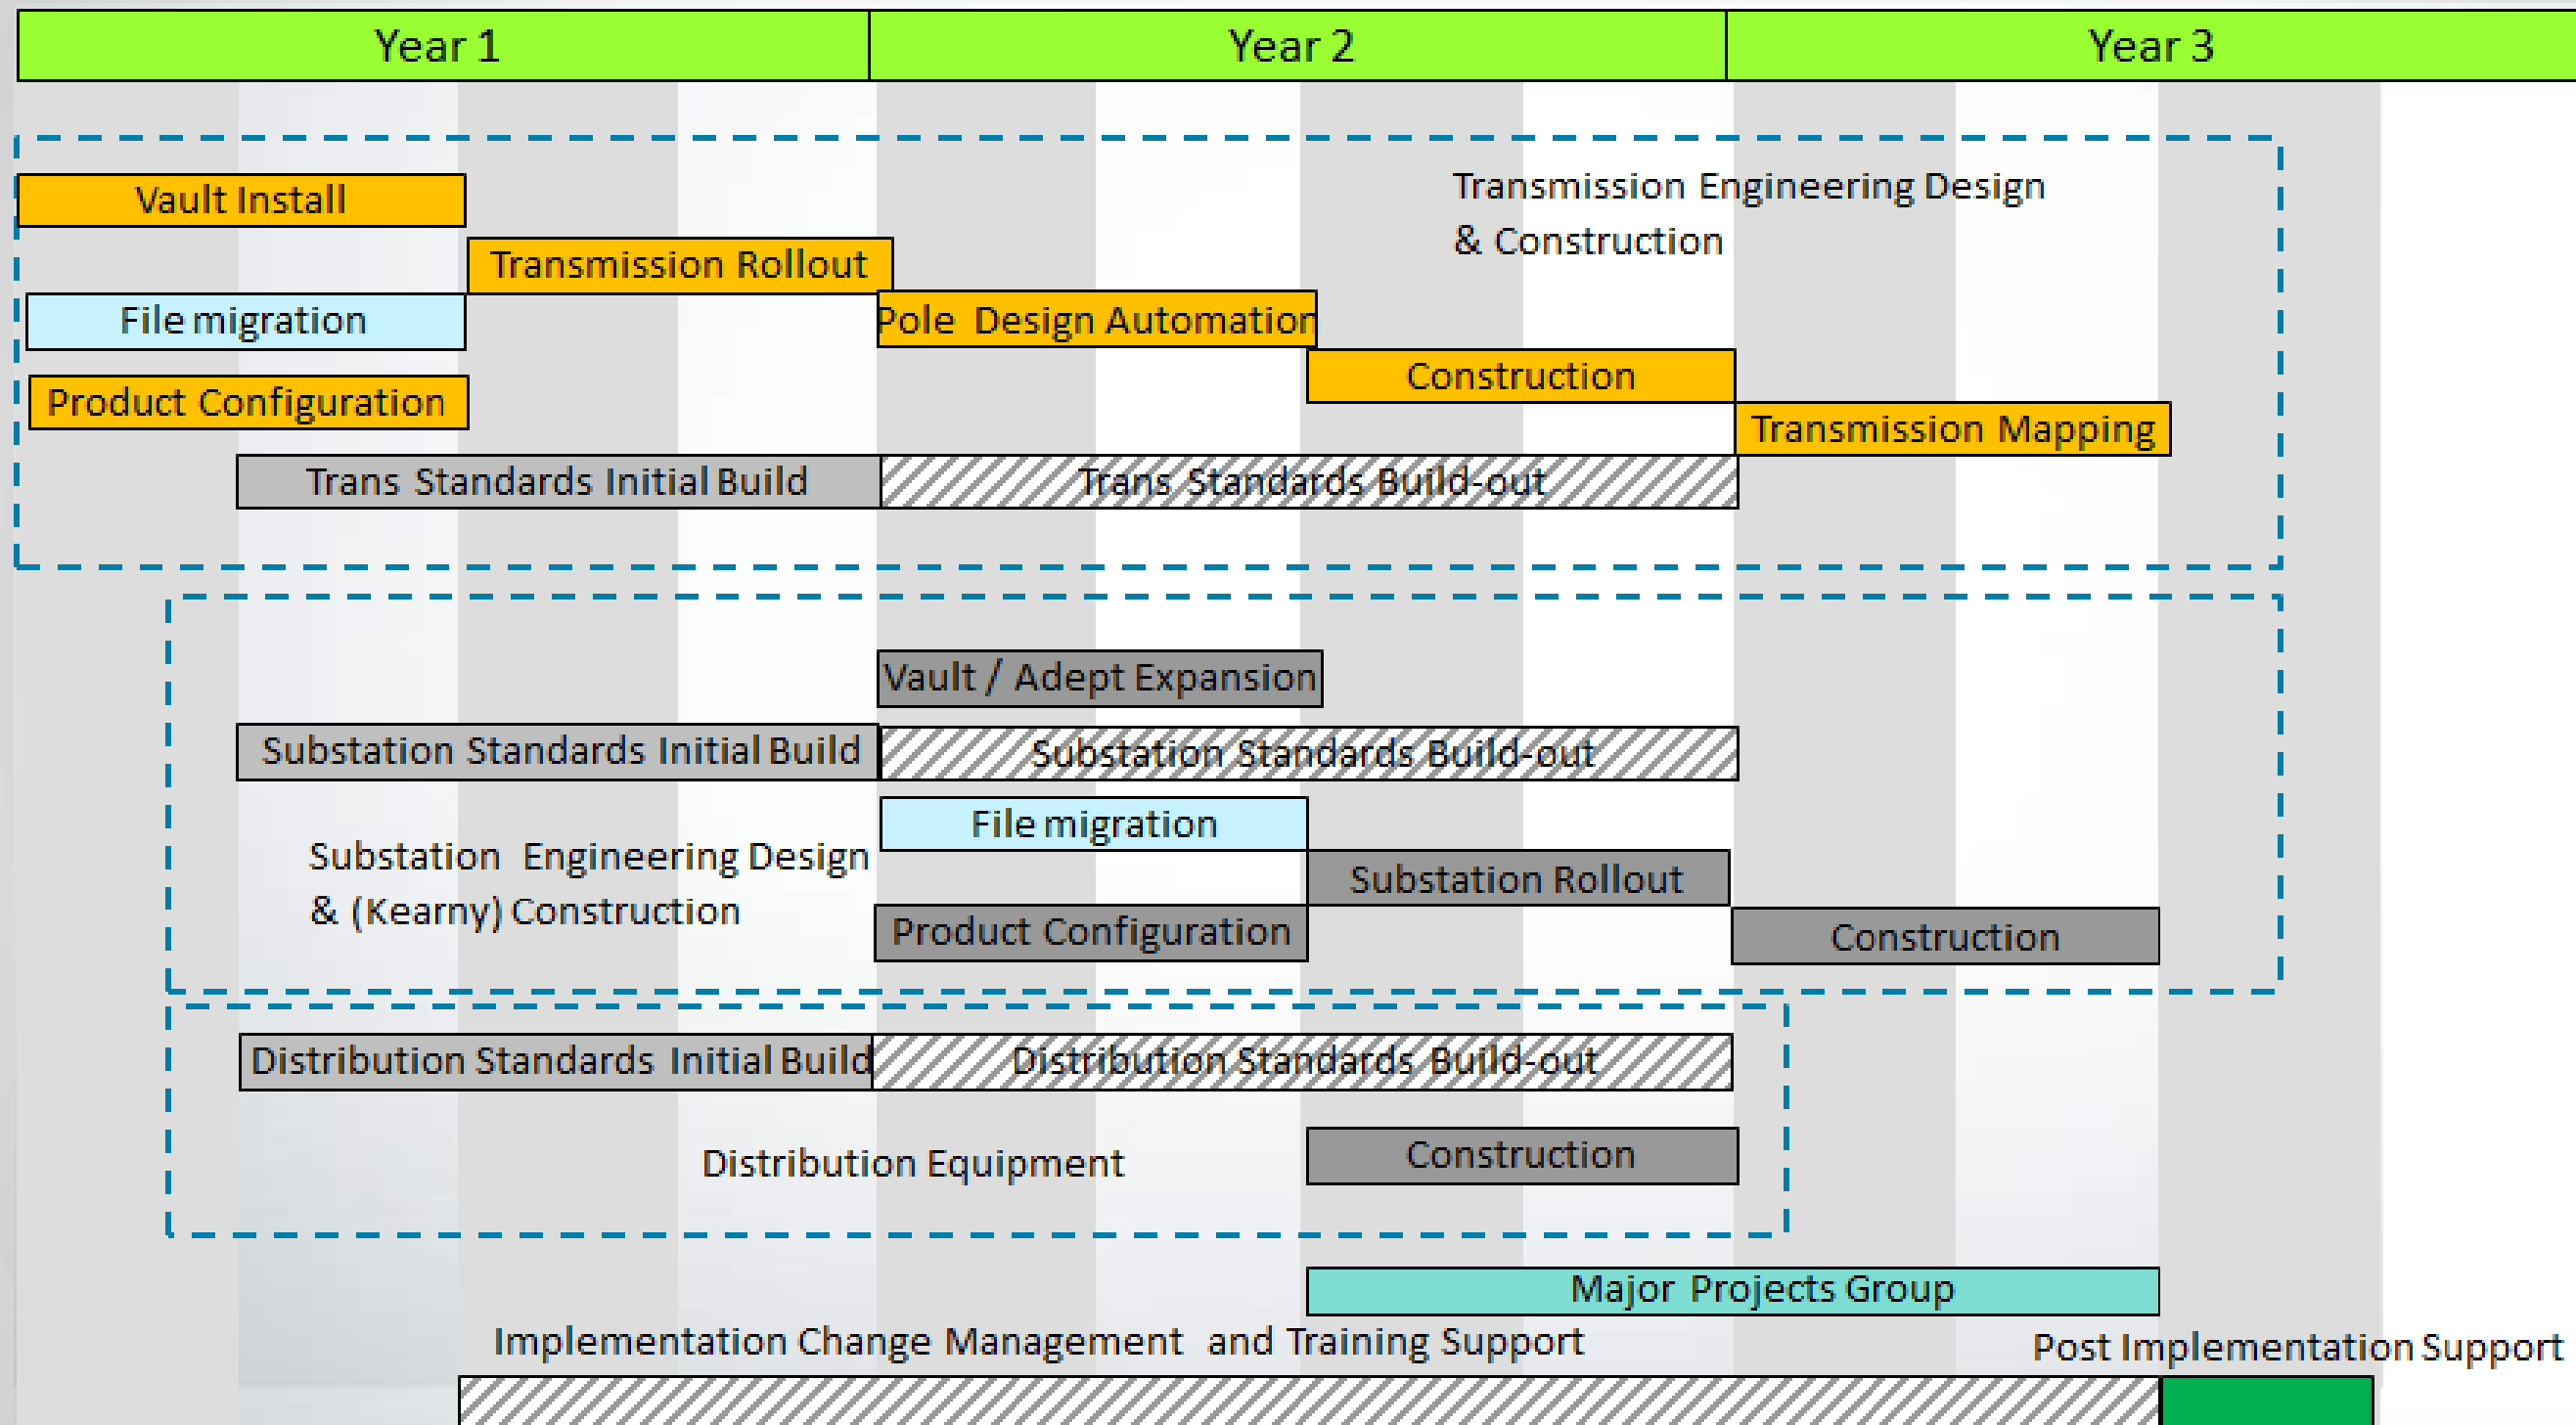 Year 1
Year 2
Year 3
Transmission Engineering Design
& Construction
Vault Install
Transmission Rollout
File migration
Pole Design Automation
Construction
Product Configuration
Transmission Mapping
Trans Standards Initial Build
Trans Standards Build-out
Vault / Adept Expansion
Substation Standards Initial Build
Substation Standards Build-out
File migration
Substation Engineering Design
& (Kearny) Construction
Substation Rollout
Product Configuration
Construction
Distribution Standards Initial Build
Distribution Standards Build-out
Distribution Equipment
Construction
Major Projects Group
Implementation Change Management and Training Support
Post Implementation Support